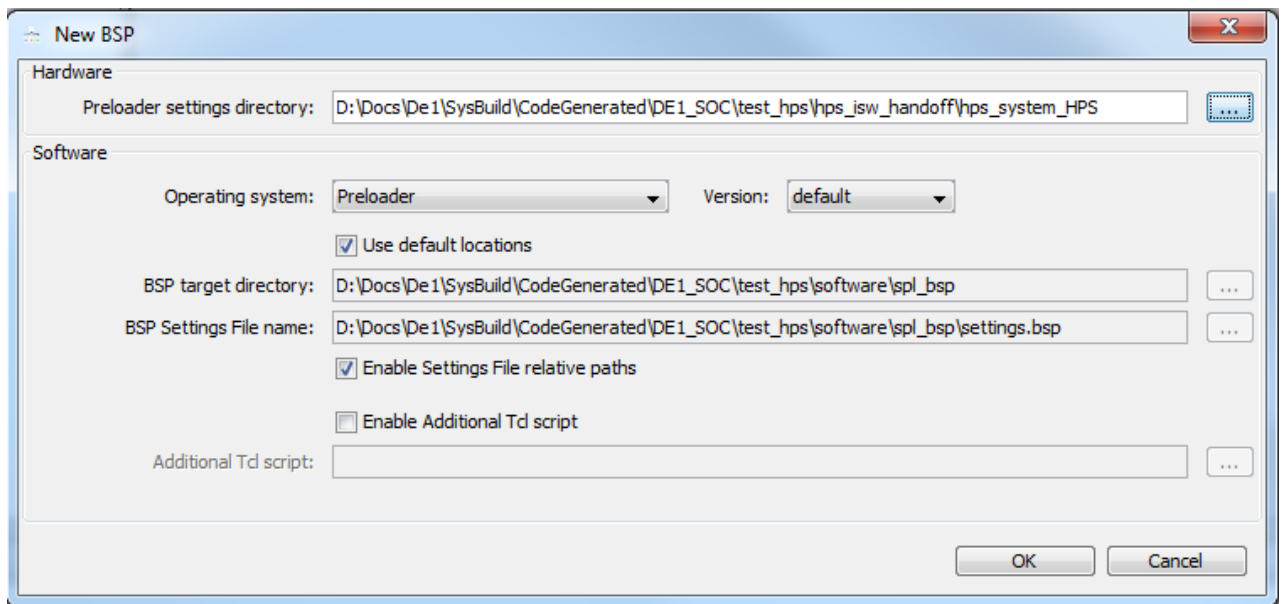 New BSP
Hardware
Preloader settings directory: D:\Docs\De1\SysBuild\CodeGenerated\DE1_SOC\test_hps\hps_isw_handoff\hps_system_HPS ...
Software
Operating system: Preloader Version: default
Use default locations
BSP target directory: D:\Docs\De1\SysBuild\CodeGenerated\DE1_SOC\test_hps\software\spl_bsp ...
BSP Settings File name: D:\Docs\De1\SysBuild\CodeGenerated\DE1_SOC\test_hps\software\spl_bsp\settings.bsp ...
Enable Settings File relative paths
Enable Additional Tcl script
Additional Tcl script: ...
OK Cancel